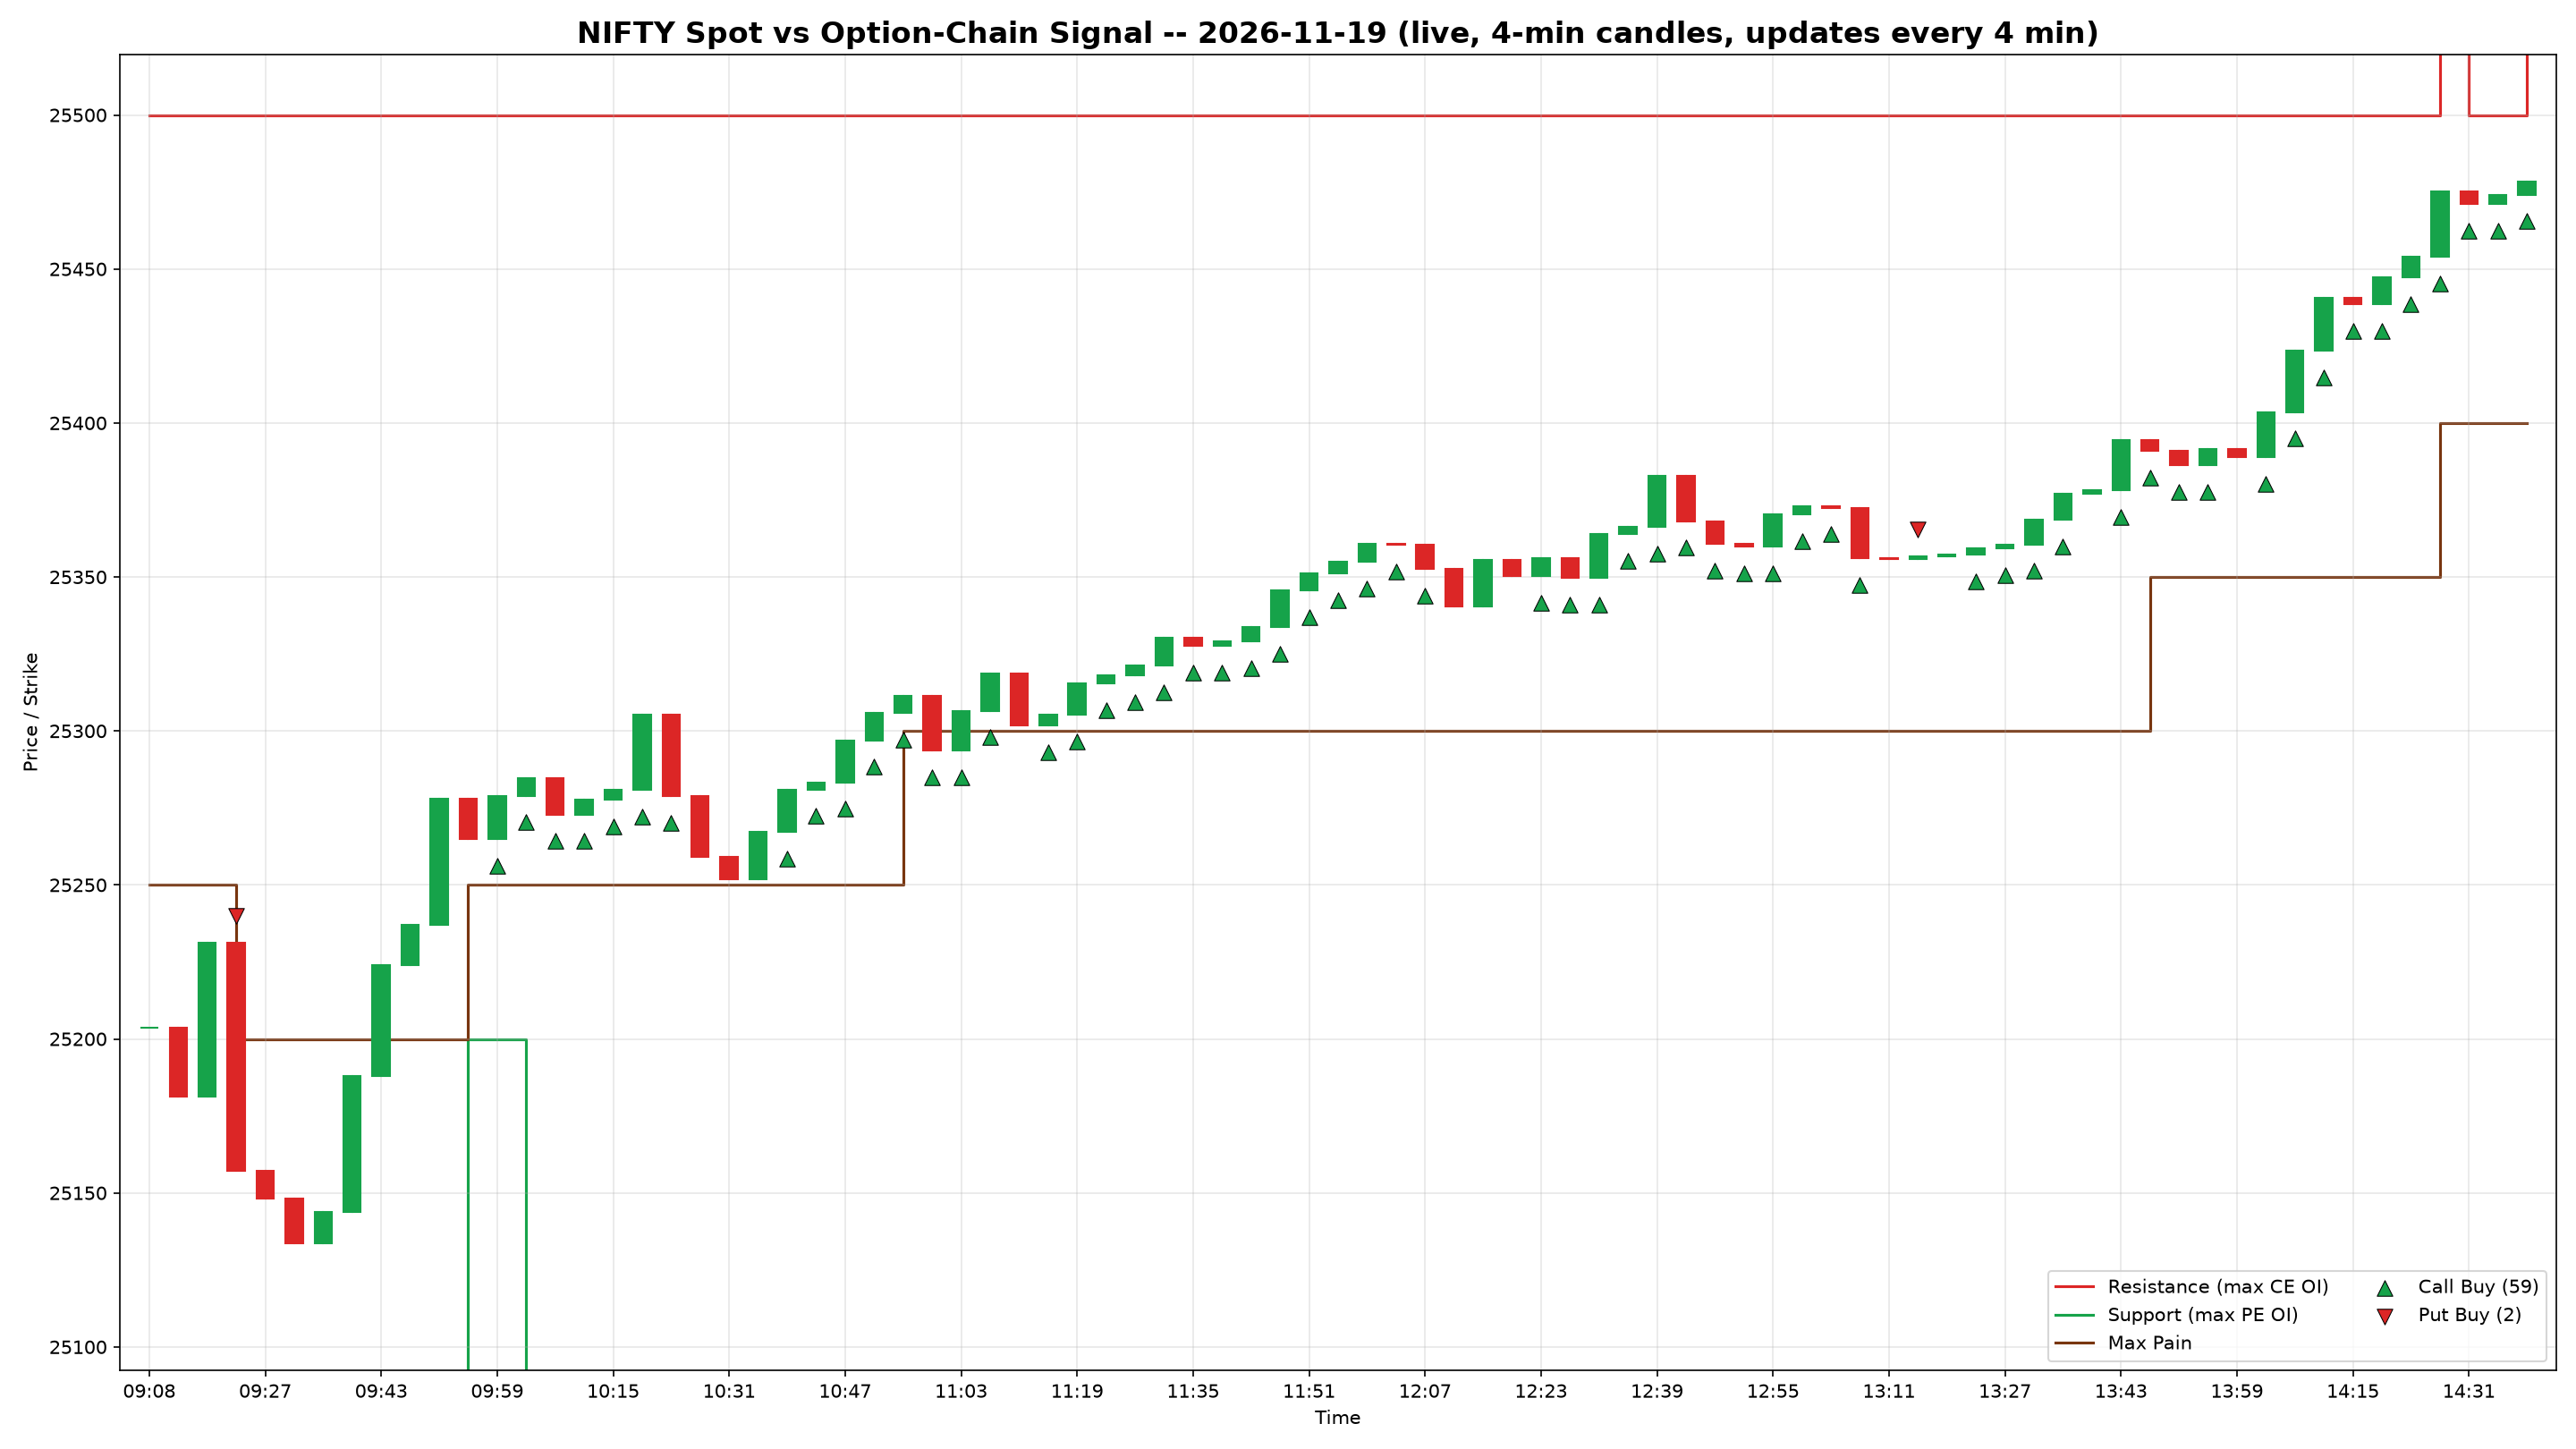 NIFTY Spot vs Option-Chain Signal -- 2026-11-19 (live, 4-min candles, updates every 4 min)
Price / Strike
25500
25450
25400
25350
25300
25250
25200
25150
25100
09:08 09:27 09:43 09:59 10:15 10:31 10:47 11:03 11:19 11:35 11:51 12:07 12:23 12:39 12:55 13:11 13:27 13:43 13:59 14:15 14:31
Time
Resistance (max CE OI)
Support (max PE OI)
Max Pain
Call Buy (59)
Put Buy (2)